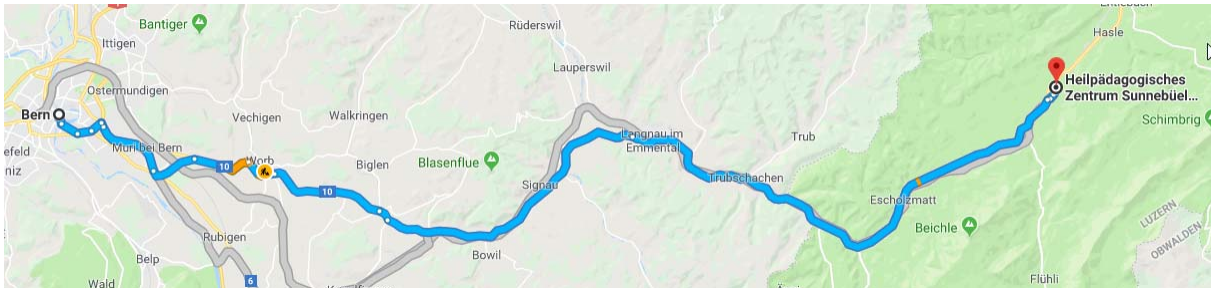 Bantiger
Ittigen
Rüderswil
Hasle
Lauperswil
Heilpädagogisches
Zentrum Sunnebüel...
Ostermundigen
Bern
Vechigen
Walkringen
Schimbrig
Muri bei Bern
Langnau im
Emmental
Trub
Worb
10
Biglen
Blasenflue
10
Signau
Trubschachen
Escholzmatt
Beichle
LUZERN
OBWALDEN
Rubigen
Bowil
Belp
6
Wald
Flühli